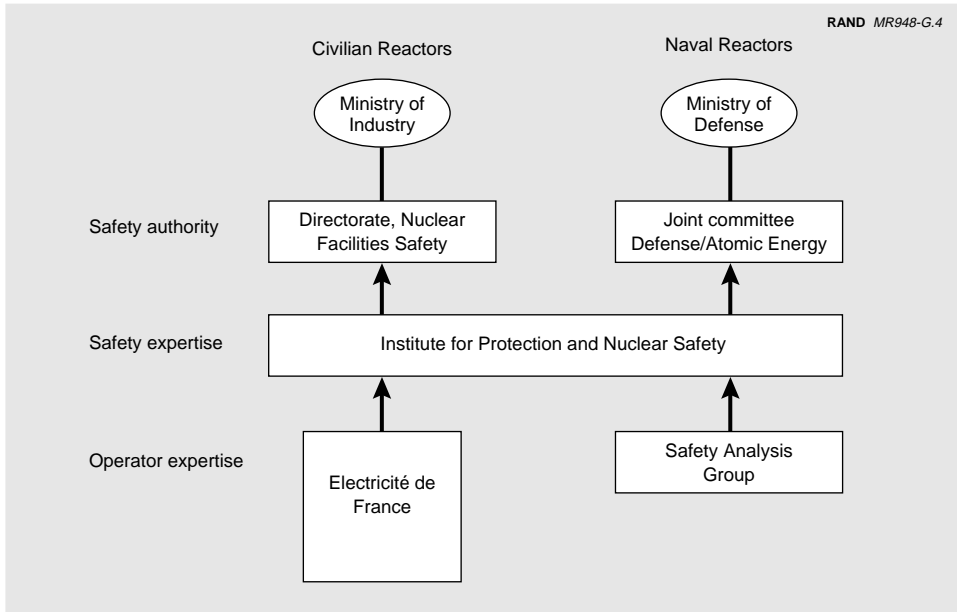 RAND MR948-G.4
Civilian Reactors
Naval Reactors
Ministry of
Industry
Ministry of
Defense
Safety authority
Directorate, Nuclear
Facilities Safety
Joint committee
Defense/Atomic Energy
Safety expertise
Institute for Protection and Nuclear Safety
Operator expertise
Electricité de
France
Safety Analysis
Group